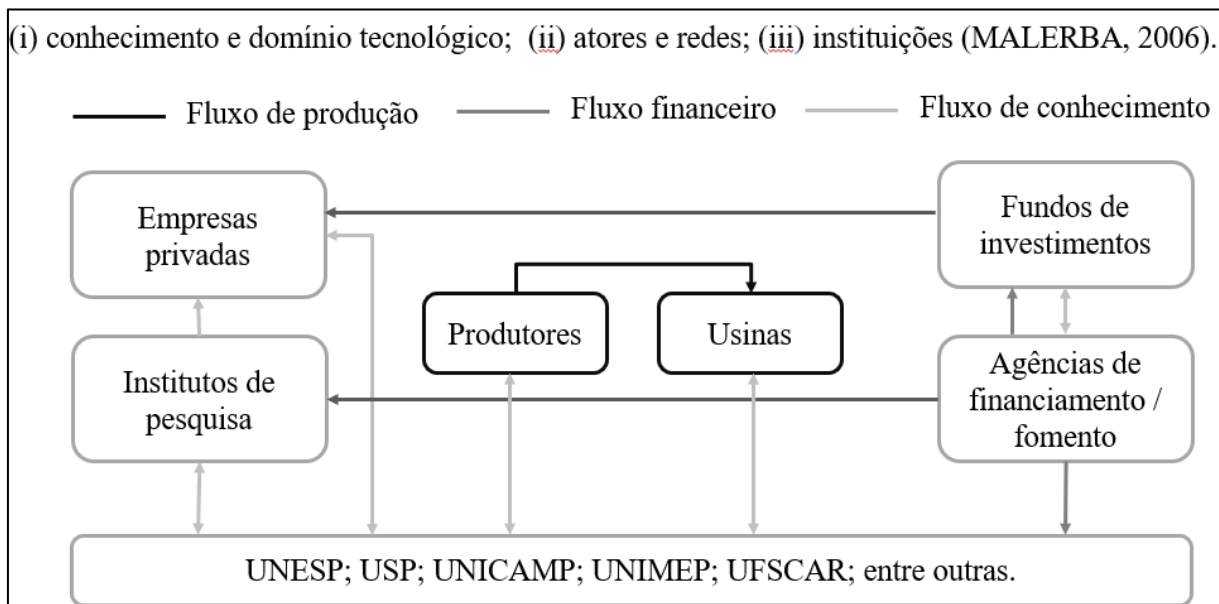 (i) conhecimento e domínio tecnológico; (ii) atores e redes; (iii) instituições (MALERBA, 2006).
Fluxo de produção
Fluxo financeiro
Fluxo de conhecimento
Empresas
privadas
Fundos de
investimentos
Produtores
Usinas
Institutos de
pesquisa
Agências de
financiamento /
fomento
UNESP; USP; UNICAMP; UNIMEP; UFSCAR; entre outras.